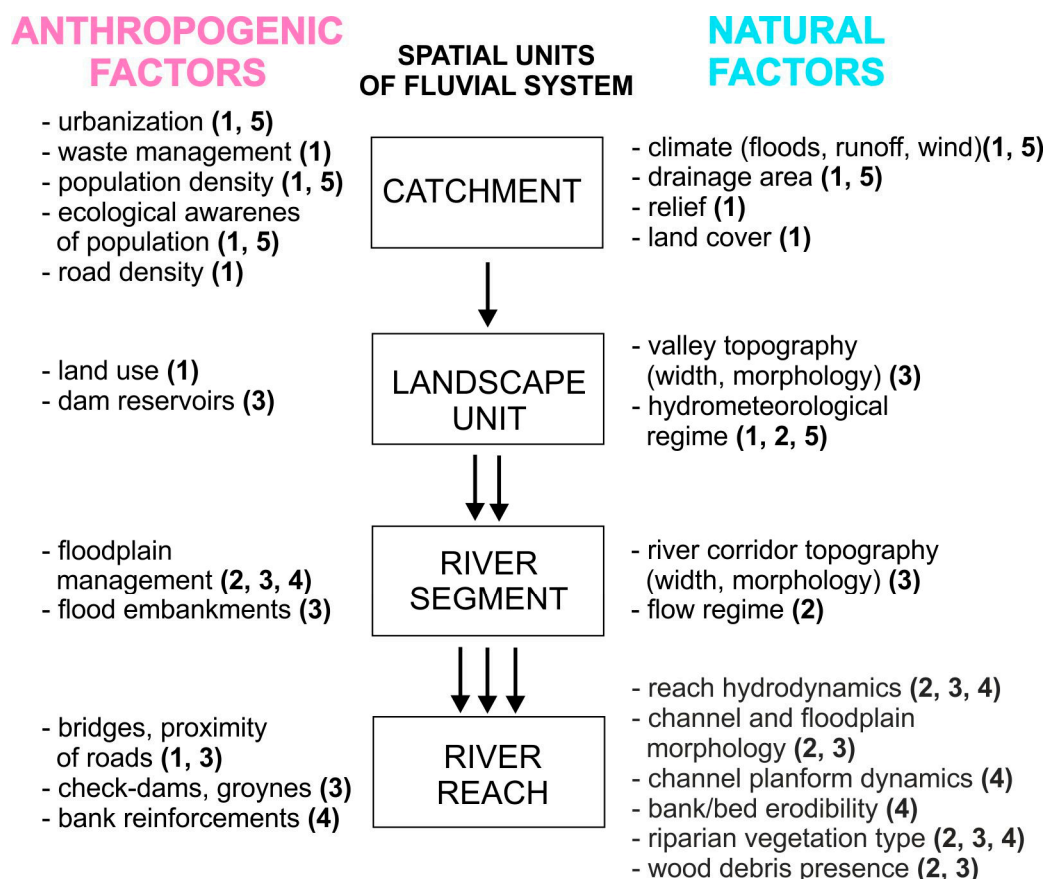 ANTHROPOGENIC
FACTORS
SPATIAL UNITS
OF FLUVIAL SYSTEM
NATURAL
FACTORS
- urbanization (1, 5)
- waste management (1)
- population density (1, 5)
- ecological awarenes
of population (1, 5)
- road density (1)
CATCHMENT
- climate (floods, runoff, wind)(1, 5)
- drainage area (1, 5)
- relief (1)
- land cover (1)
- land use (1)
- dam reservoirs (3)
LANDSCAPE
UNIT
- valley topography
(width, morphology) (3)
- hydrometeorological
regime (1, 2, 5)
- floodplain
management (2, 3, 4)
- flood embankments (3)
RIVER
SEGMENT
- river corridor topography
(width, morphology) (3)
- flow regime (2)
- bridges, proximity
of roads (1, 3)
- check-dams, groynes (3)
- bank reinforcements (4)
RIVER
REACH
- reach hydrodynamics (2, 3, 4)
- channel and floodplain
morphology (2, 3)
- channel planform dynamics (4)
- bank/bed erodibility (4)
- riparian vegetation type (2, 3, 4)
- wood debris presence (2, 3)